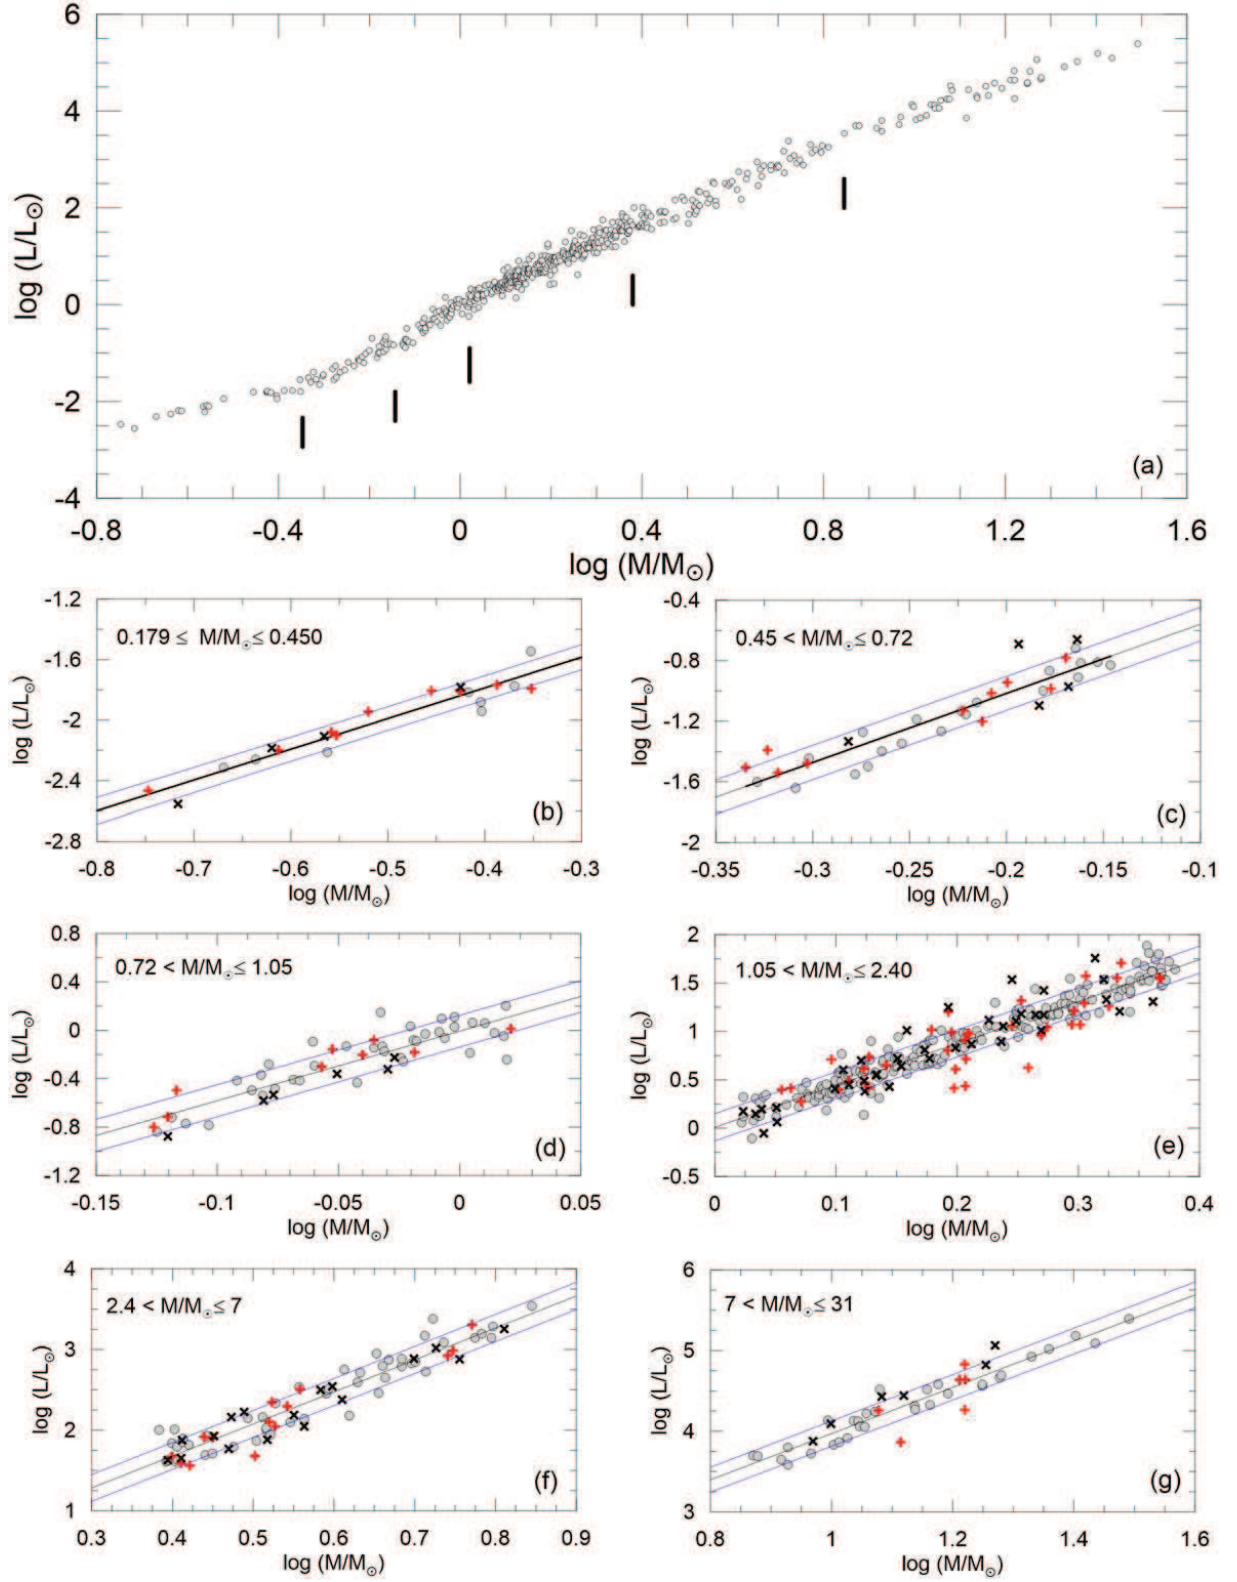 6
4
2
0
-2
-4
log (L/L⊙)
(a)
-0.8 -0.4 0 0.4 0.8 1.2 1.6
log (M/M⊙)
-1.2
-1.6
-2
-2.4
-2.8
log (L/L⊙)
0.179 ≤ M/M⊙ ≤ 0.450
(b)
-0.8 -0.7 -0.6 -0.5 -0.4 -0.3
log (M/M⊙)
-0.4
-0.8
-1.2
-1.6
-2
log (L/L⊙)
0.45 < M/M⊙ ≤ 0.72
(c)
-0.35 -0.3 -0.25 -0.2 -0.15 -0.1
log (M/M⊙)
0.8
0.4
0
-0.4
-0.8
-1.2
log (L/L⊙)
0.72 < M/M⊙ ≤ 1.05
(d)
-0.15 -0.1 -0.05 0 0.05
log (M/M⊙)
2
1.5
1
0.5
0
-0.5
log (L/L⊙)
1.05 < M/M⊙ ≤ 2.40
(e)
0 0.1 0.2 0.3 0.4
log (M/M⊙)
4
3
2
1
log (L/L⊙)
2.4 < M/M⊙ ≤ 7
(f)
0.3 0.4 0.5 0.6 0.7 0.8 0.9
log (M/M⊙)
6
5
4
3
log (L/L⊙)
7 < M/M⊙ ≤ 31
(g)
0.8 1 1.2 1.4 1.6
log (M/M⊙)